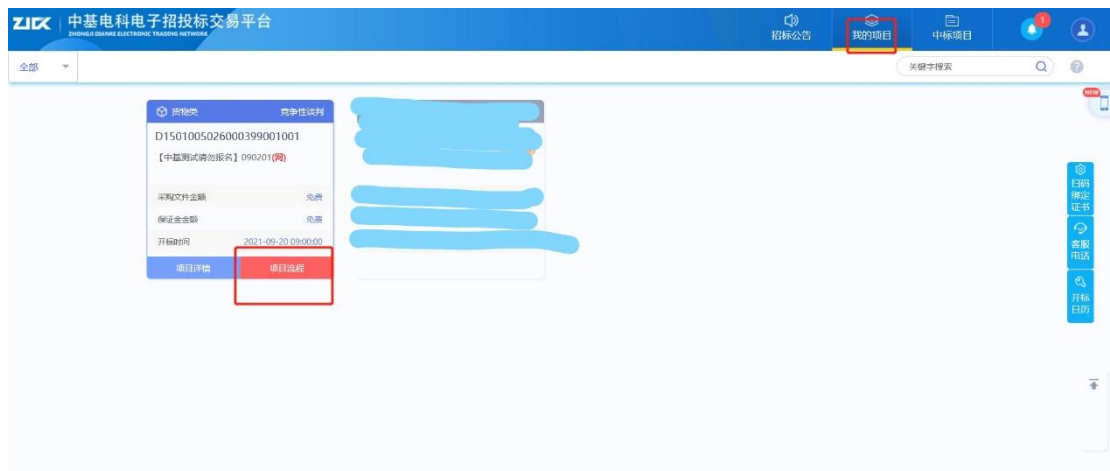 ZJDK 中基电科电子招投标交易平台
ZHONGJI DIANKE ELECTRONIC TRADING NETWORK
招标公告 我的项目 中标项目 1
全部 关键字搜索
NEW
货物类 竞争性谈判
D1501005026000399001001
【中基测试请勿报名】090201(网)
采购文件金额 免费
保证金金额 免费
开标时间 2021-09-20 09:00:00
项目详情 项目流程
扫码
绑定
证书
客服
电话
开标
日历